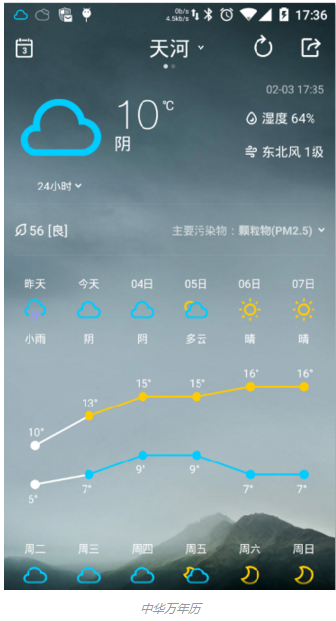 0b/s
4.5kb/s
17:36
3
天河
02-03 17:35
10℃
阴
湿度 64%
东北风 1级
24小时
56 [良]
主要污染物：颗粒物(PM2.5)
昨天 今天 04日 05日 06日 07日
小雨 阴 阴 多云 晴 晴
10° 13° 15° 15° 16° 16°
5° 7° 9° 9° 7° 7°
周二 周三 周四 周五 周六 周日
中华万年历